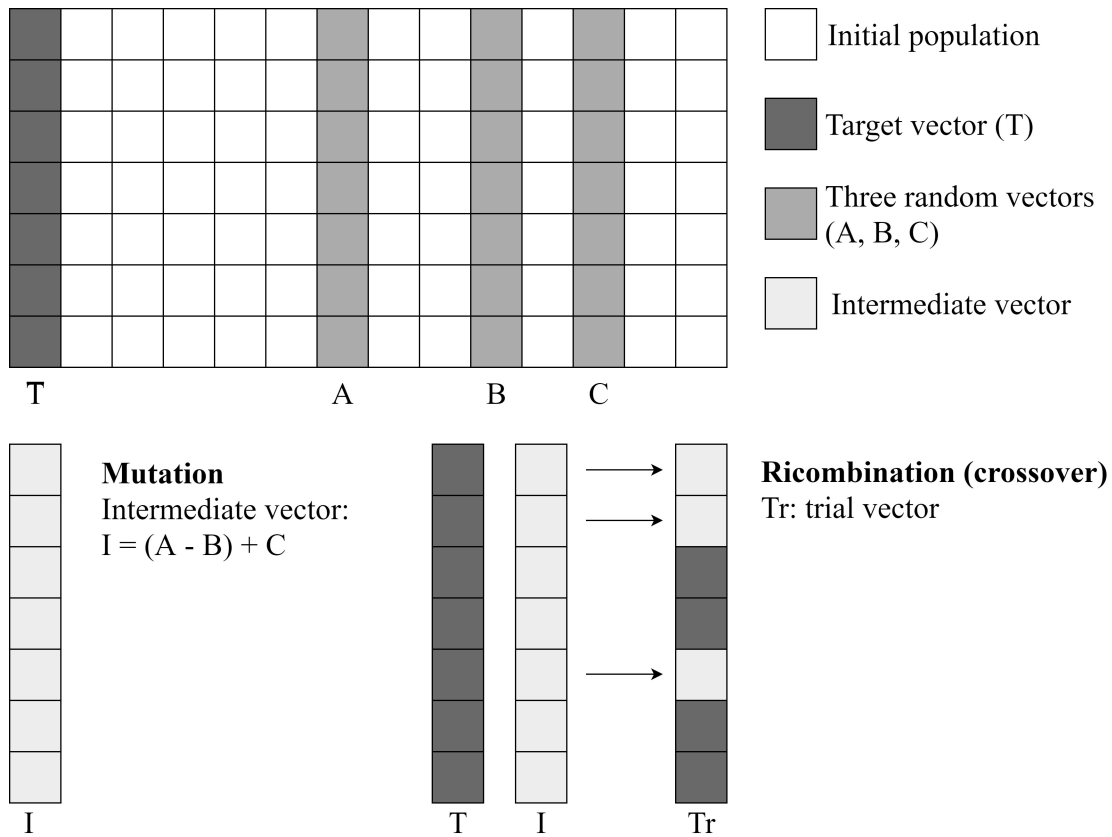 Initial population
Target vector (T)
Three random vectors
(A, B, C)
Intermediate vector
T
A
B
C
Mutation
Intermediate vector:
I = (A - B) + C
Ricombination (crossover)
Tr: trial vector
I
T
I
Tr